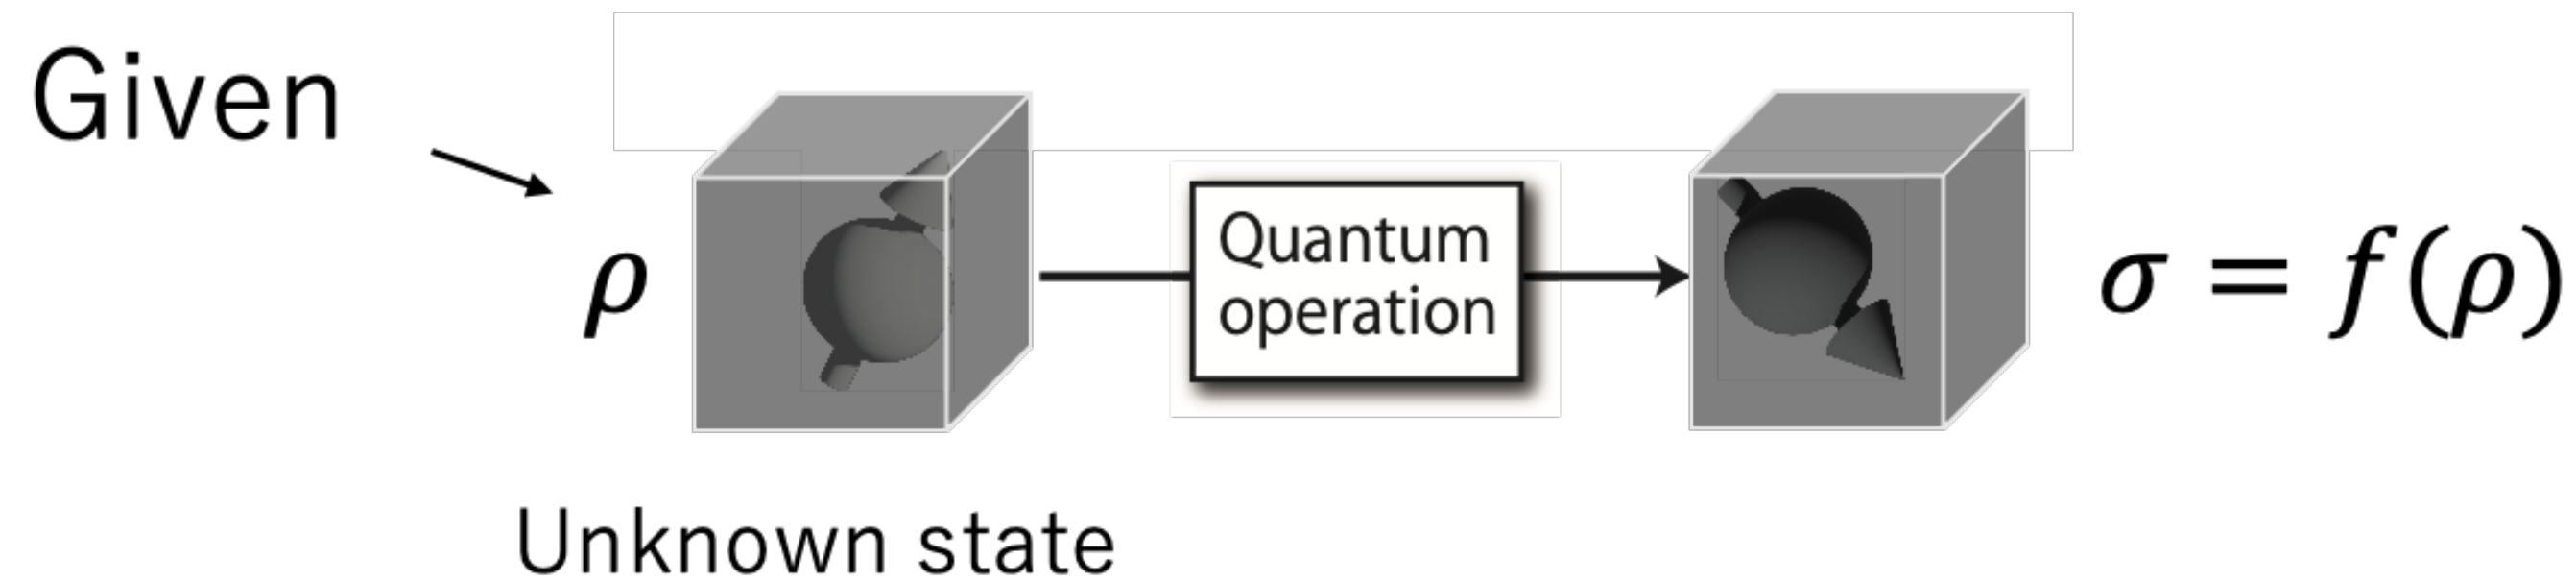 Given
ρ
Quantum
operation
σ = f(ρ)
Unknown state